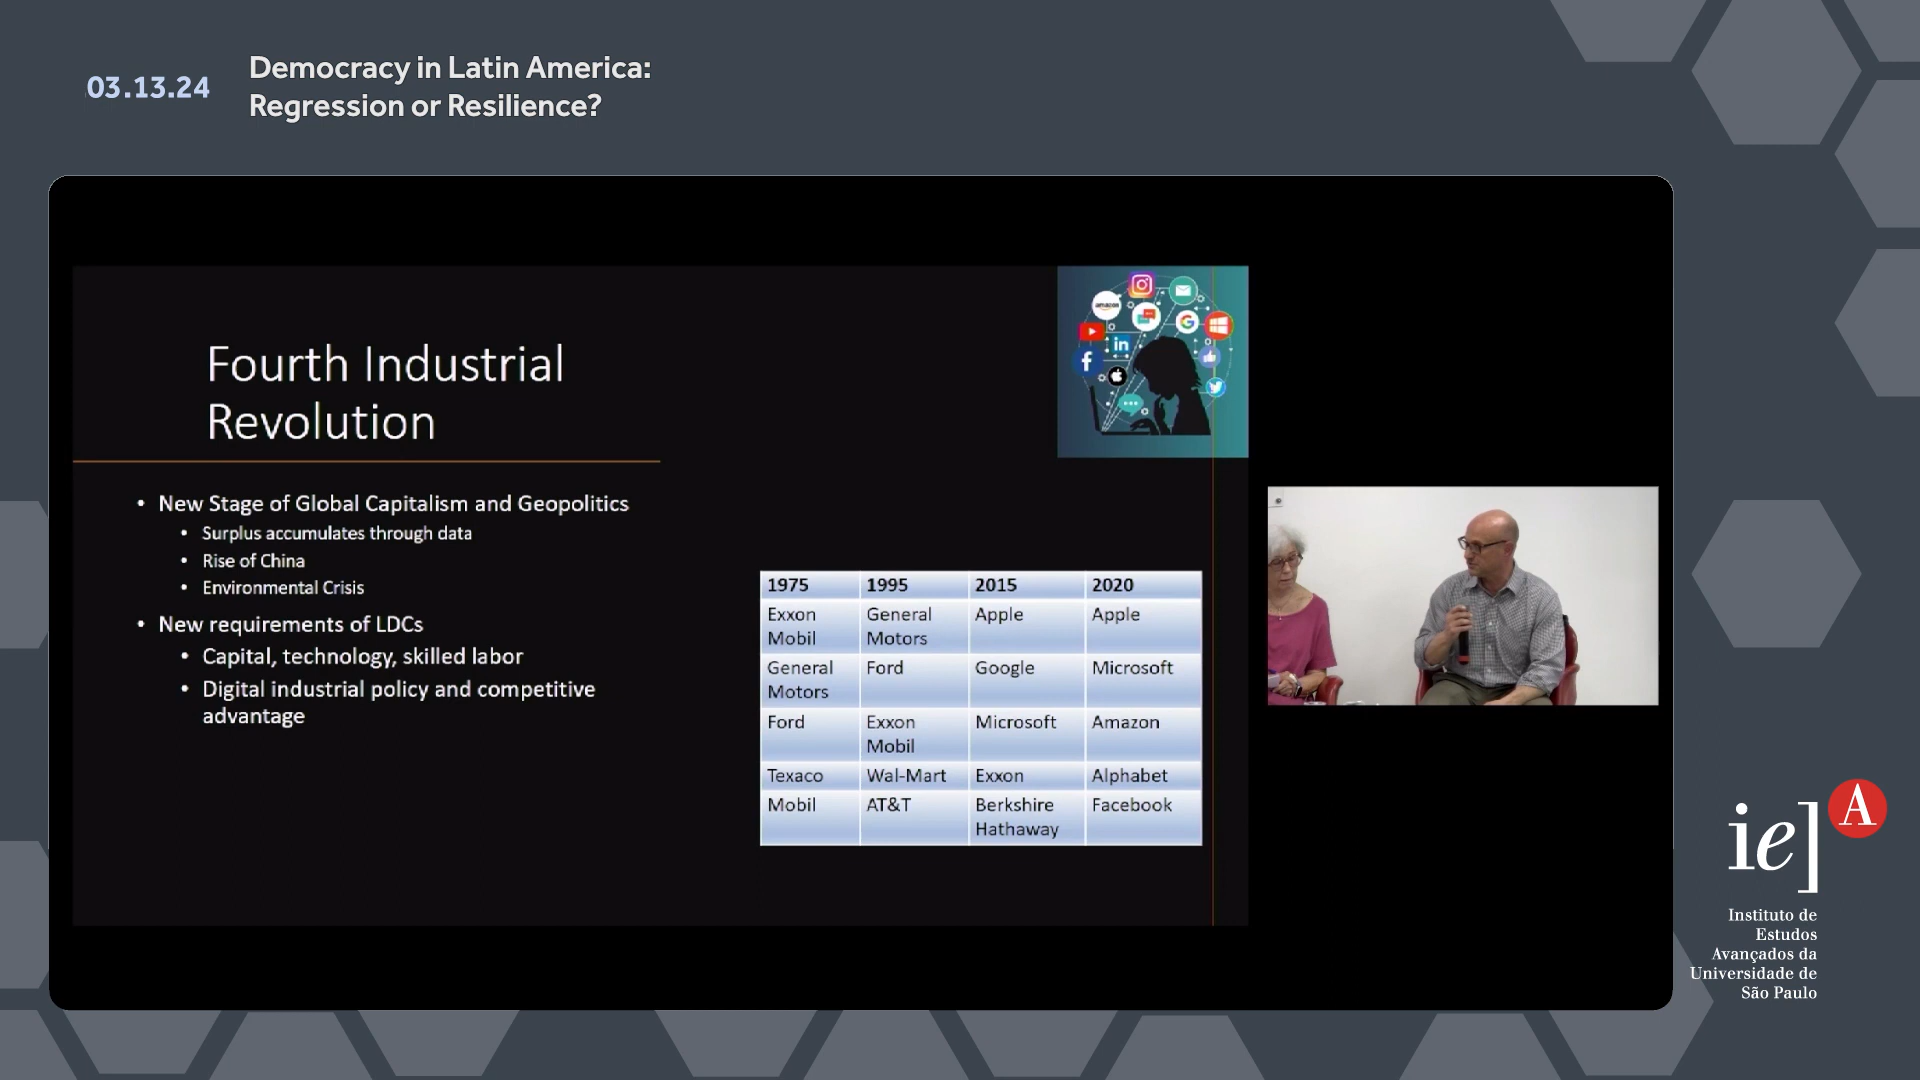 03.13.24
Democracy in Latin America:
Regression or Resilience?
Fourth Industrial
Revolution
amazon
in
f
G
• New Stage of Global Capitalism and Geopolitics
• Surplus accumulates through data
• Rise of China
• Environmental Crisis
• New requirements of LDCs
• Capital, technology, skilled labor
• Digital industrial policy and competitive
advantage
1975 1995 2015 2020
Exxon Mobil General Motors Apple Apple
General Motors Ford Google Microsoft
Ford Exxon Mobil Microsoft Amazon
Texaco Wal-Mart Exxon Alphabet
Mobil AT&T Berkshire Hathaway Facebook
ie] A
Instituto de
Estudos
Avançados da
Universidade de
São Paulo